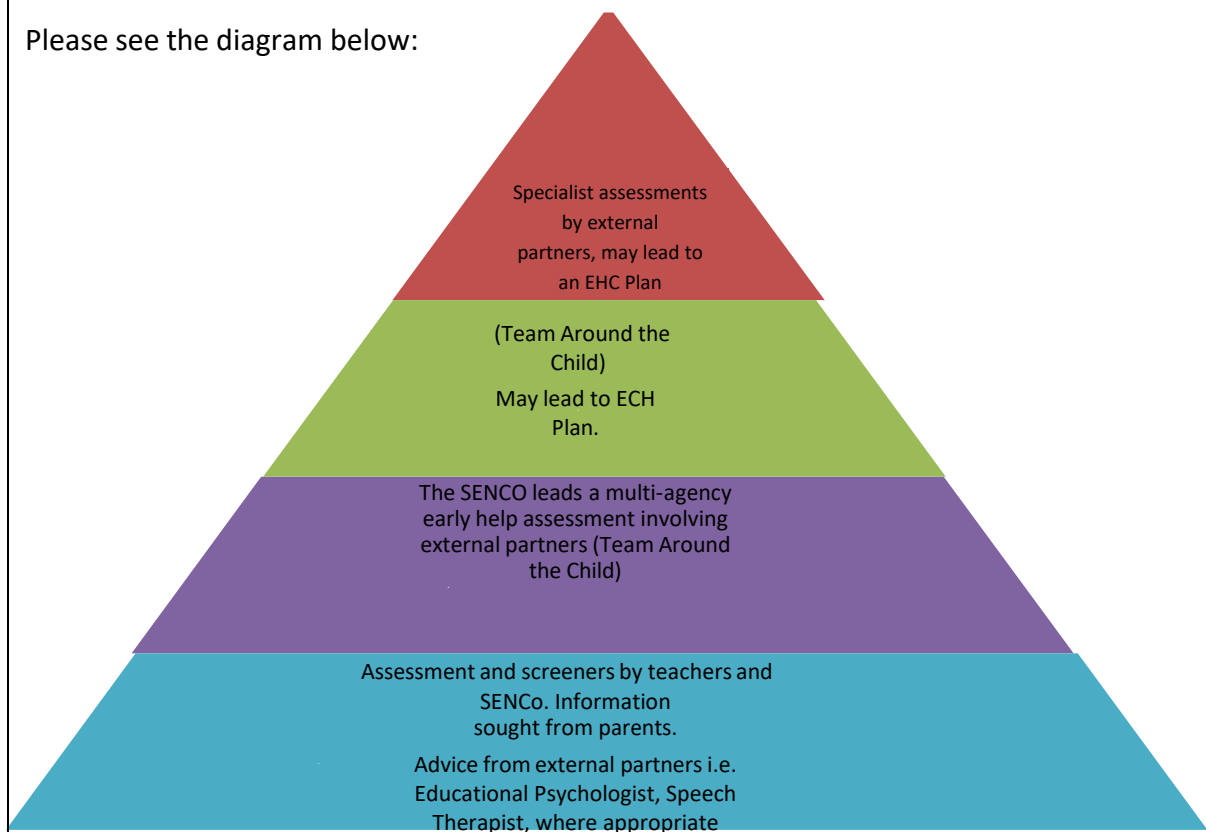 Please see the diagram below:
Specialist assessments
by external
partners, may lead to
an EHC Plan
(Team Around the
Child)
May lead to ECH
Plan.
The SENCO leads a multi-agency
early help assessment involving
external partners (Team Around
the Child)
Assessment and screeners by teachers and
SENCo. Information
sought from parents.
Advice from external partners i.e.
Educational Psychologist, Speech
Therapist, where appropriate